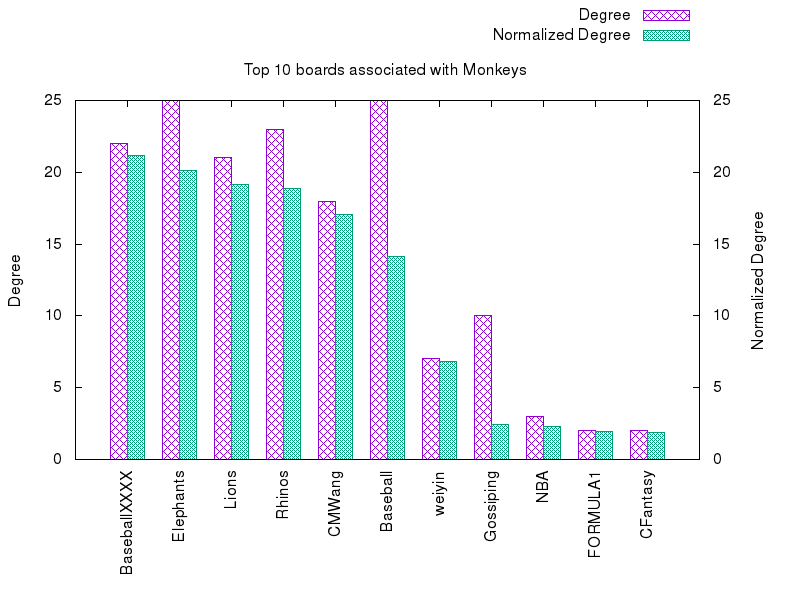 Degree
Normalized Degree
Top 10 boards associated with Monkeys
25
20
15
10
5
0
25
20
15
10
5
0
Degree
Normalized Degree
BaseballXXXX
Elephants
Lions
Rhinos
CMWang
Baseball
weiyin
Gossiping
NBA
FORMULA1
CFantasy